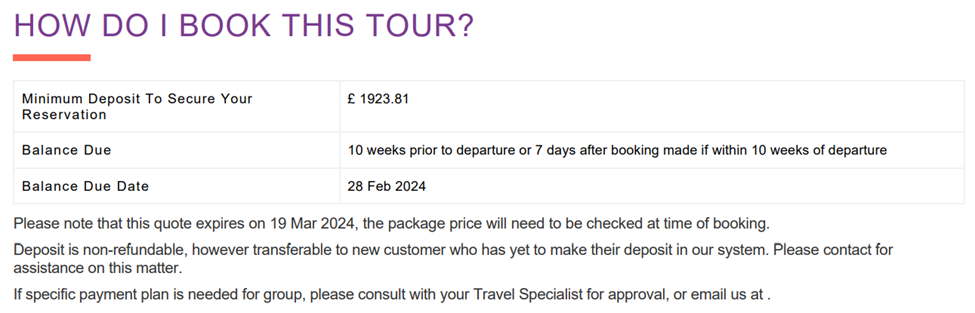 HOW DO I BOOK THIS TOUR?
Minimum Deposit To Secure Your
Reservation
£ 1923.81
Balance Due
10 weeks prior to departure or 7 days after booking made if within 10 weeks of departure
Balance Due Date
28 Feb 2024
Please note that this quote expires on 19 Mar 2024, the package price will need to be checked at time of booking.
Deposit is non-refundable, however transferable to new customer who has yet to make their deposit in our system. Please contact for
assistance on this matter.
If specific payment plan is needed for group, please consult with your Travel Specialist for approval, or email us at .